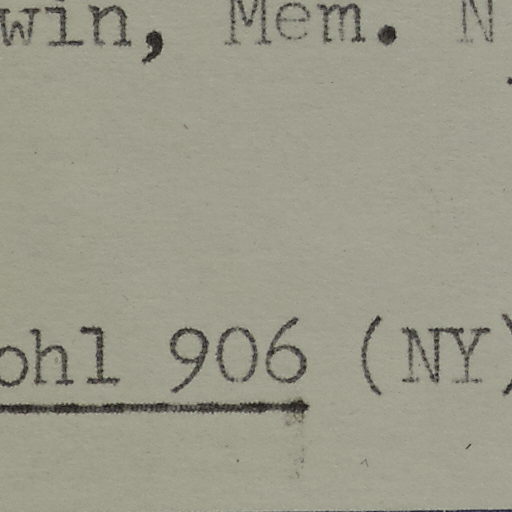 win, Mem. N
ohl 906 (NY)